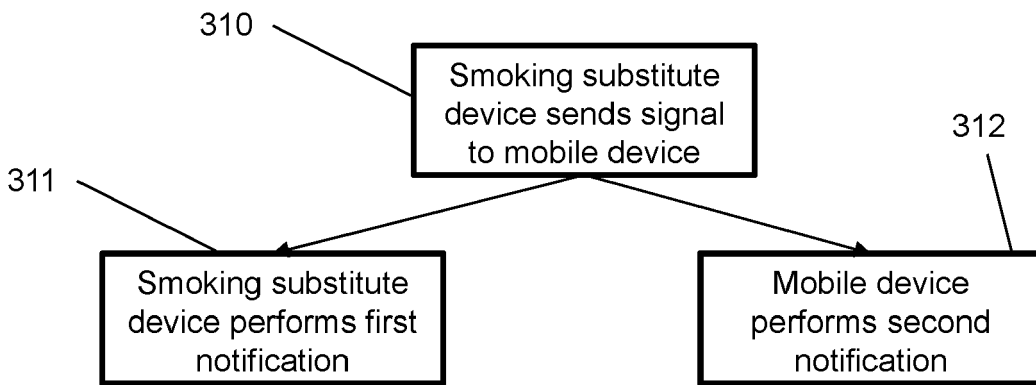 310
Smoking substitute
device sends signal
to mobile device
312
311
Smoking substitute
device performs first
notification
Mobile device
performs second
notification